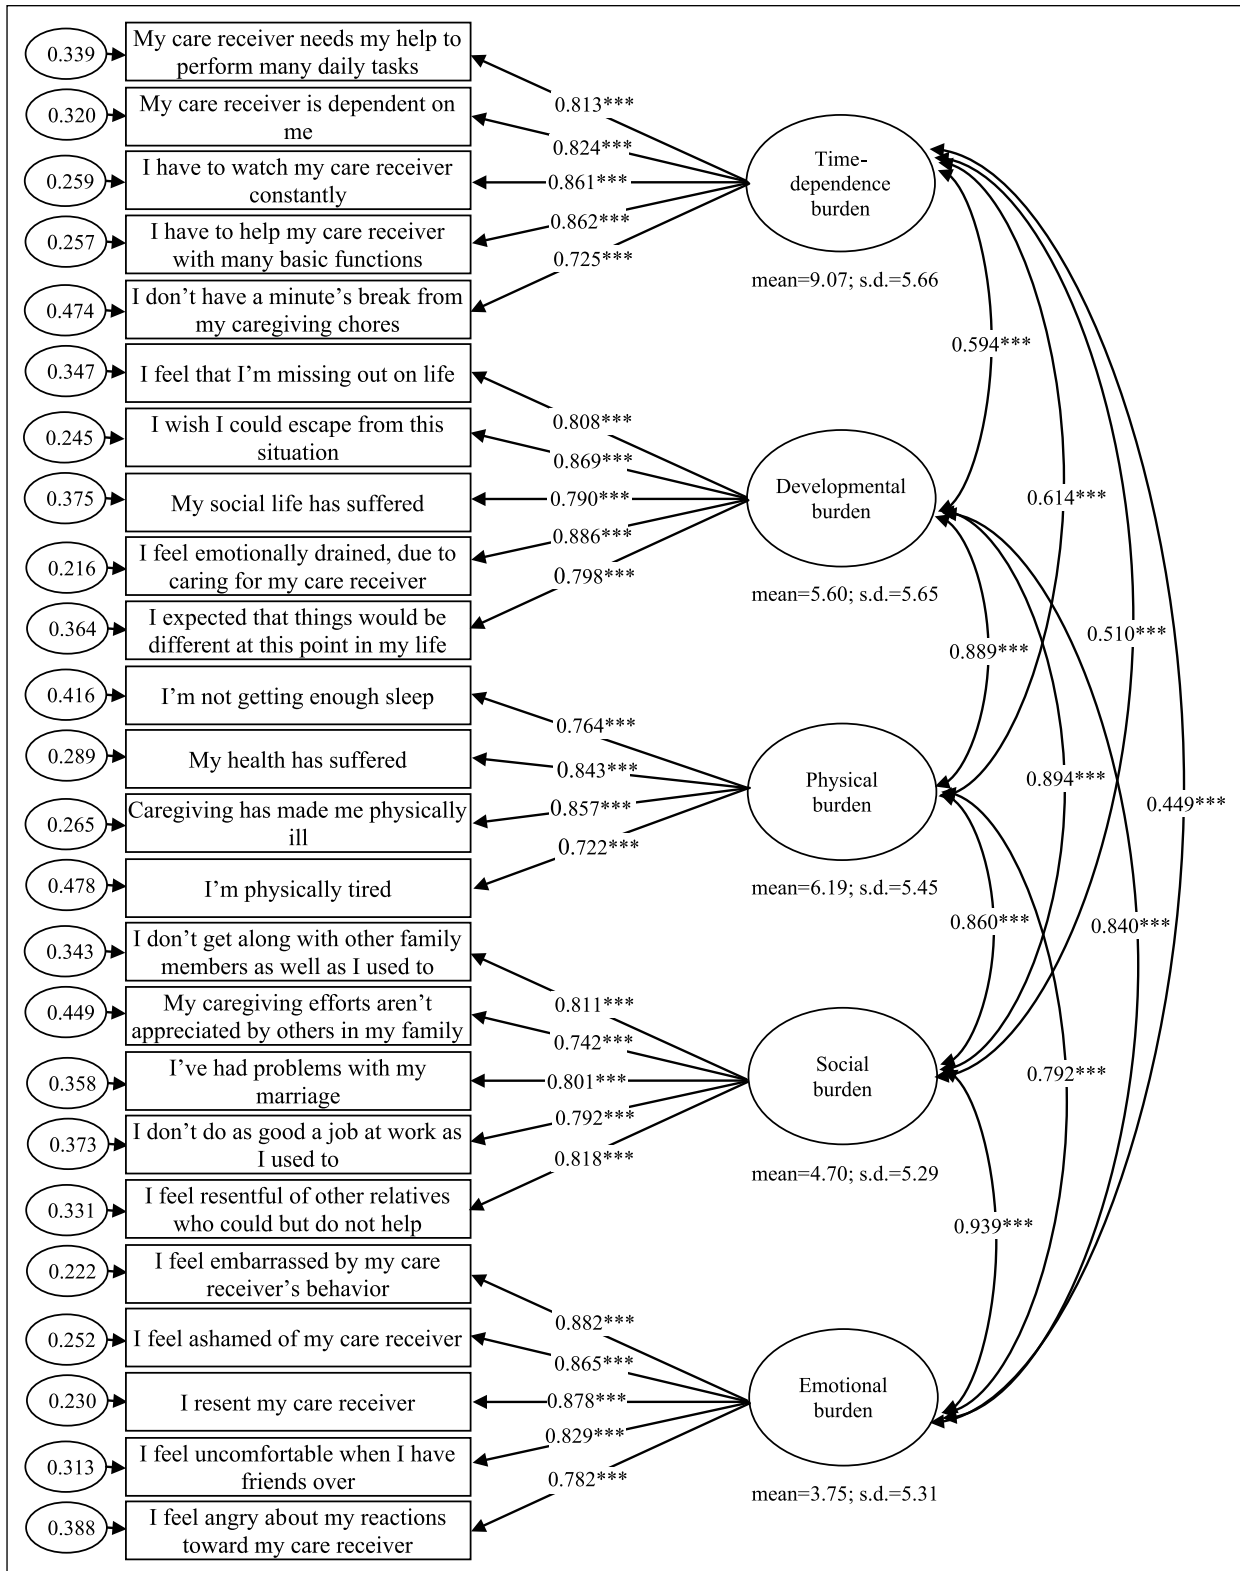 0.339
My care receiver needs my help to
perform many daily tasks
0.813***
0.320
My care receiver is dependent on
me
0.824***
0.259
I have to watch my care receiver
constantly
0.861***
0.257
I have to help my care receiver
with many basic functions
0.862***
0.474
I don’t have a minute’s break from
my caregiving chores
0.725***
Time-
dependence
burden
mean=9.07; s.d.=5.66
0.347
I feel that I’m missing out on life
0.808***
0.245
I wish I could escape from this
situation
0.869***
0.375
My social life has suffered
0.790***
0.216
I feel emotionally drained, due to
caring for my care receiver
0.886***
0.364
I expected that things would be
different at this point in my life
0.798***
Developmental
burden
mean=5.60; s.d.=5.65
0.416
I’m not getting enough sleep
0.764***
0.289
My health has suffered
0.843***
0.265
Caregiving has made me physically
ill
0.857***
0.478
I’m physically tired
0.722***
Physical
burden
mean=6.19; s.d.=5.45
0.343
I don’t get along with other family
members as well as I used to
0.811***
0.449
My caregiving efforts aren’t
appreciated by others in my family
0.742***
0.358
I’ve had problems with my
marriage
0.801***
0.373
I don’t do as good a job at work as
I used to
0.792***
0.331
I feel resentful of other relatives
who could but do not help
0.818***
Social
burden
mean=4.70; s.d.=5.29
0.222
I feel embarrassed by my care
receiver’s behavior
0.882***
0.252
I feel ashamed of my care receiver
0.865***
0.230
I resent my care receiver
0.878***
0.313
I feel uncomfortable when I have
friends over
0.829***
0.388
I feel angry about my reactions
toward my care receiver
0.782***
Emotional
burden
mean=3.75; s.d.=5.31
0.594***
0.614***
0.510***
0.889***
0.894***
0.449***
0.860***
0.840***
0.792***
0.939***